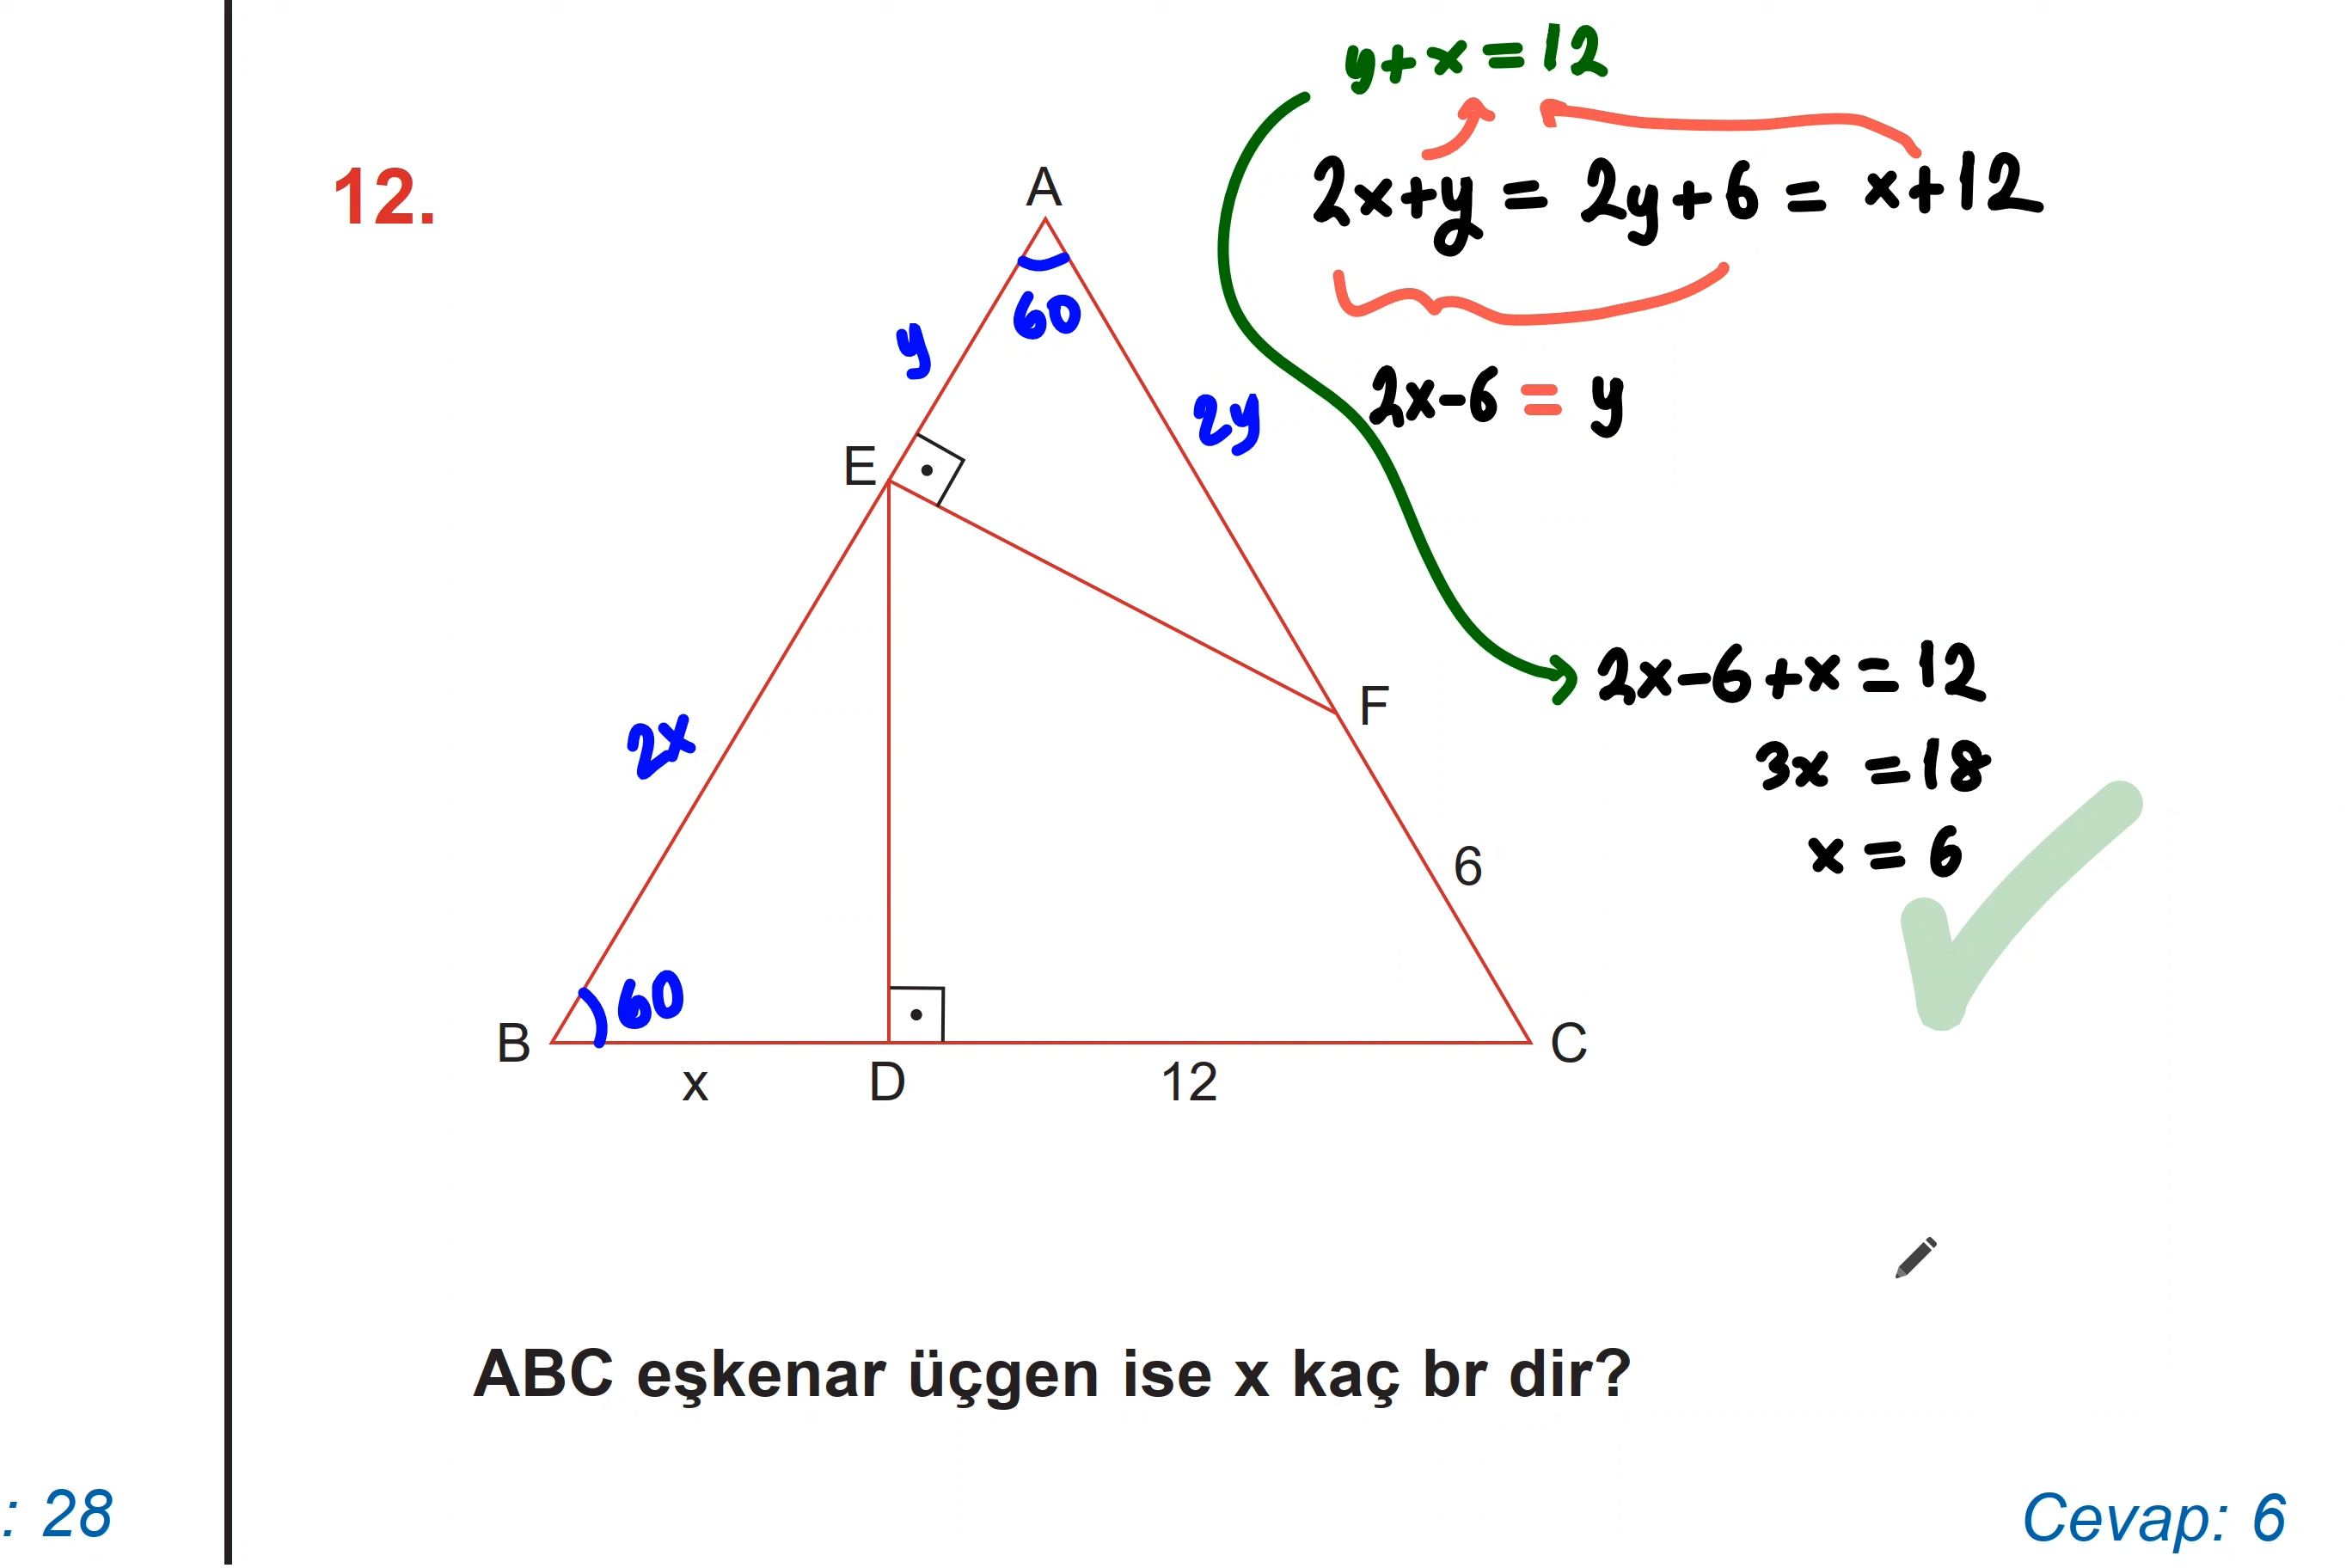 y+x=12
12.
2x+y = 2y+6 = x+12
A
60
y
2y
2x-6 = y
E
F
2x-6+x=12
2x
3x =18
x = 6
6
60
B
C
x
D
12
ABC eşkenar üçgen ise x kaç br dir?
: 28
Cevap: 6